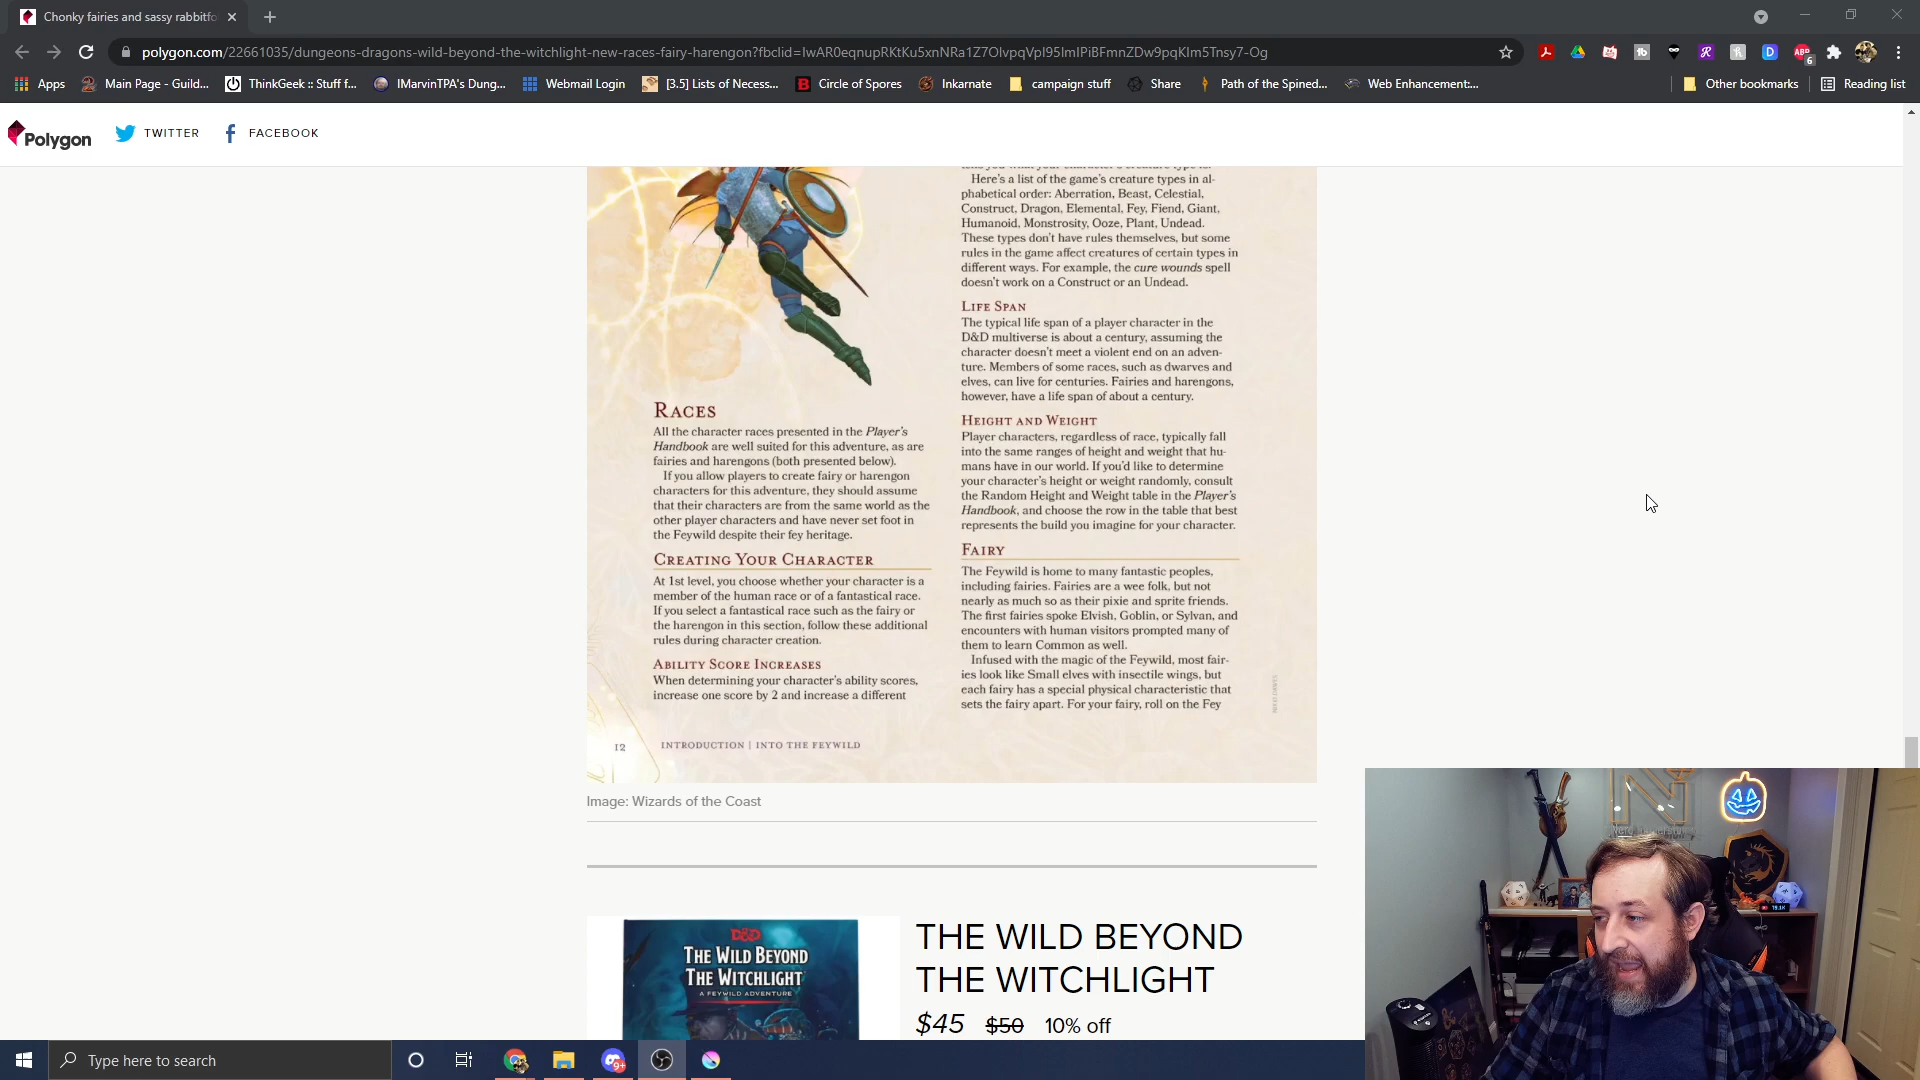 Chonky fairies and sassy rabbitfo
polygon.com/22661035/dungeons-dragons-wild-beyond-the-witchlight-new-races-fairy-harengon?fbclid=IwAR0eqnupRKtKu5xnNRa1Z7OlvpqVpI95lmIPiBFmnZDw9pqKIm5Tnsy7-Og
Apps Main Page - Guild... ThinkGeek :: Stuff f... IMarvinTPA's Dung... Webmail Login [3.5] Lists of Necess... Circle of Spores Inkarnate campaign stuff Share Path of the Spined... Web Enhancement:... Other bookmarks Reading list
Polygon TWITTER FACEBOOK
RACES
All the character races presented in the Player's
Handbook are well suited for this adventure, as are
fairies and harengons (both presented below).
If you allow players to create fairy or harengon
characters for this adventure, they should assume
that their characters are from the same world as the
other player characters and have never set foot in
the Feywild despite their fey heritage.
CREATING YOUR CHARACTER
At 1st level, you choose whether your character is a
member of the human race or of a fantastical race.
If you select a fantastical race such as the fairy or
the harengon in this section, follow these additional
rules during character creation.
ABILITY SCORE INCREASES
When determining your character's ability scores,
increase one score by 2 and increase a different
12 INTRODUCTION | INTO THE FEYWILD
Here's a list of the game's creature types in al-
phabetical order: Aberration, Beast, Celestial,
Construct, Dragon, Elemental, Fey, Fiend, Giant,
Humanoid, Monstrosity, Ooze, Plant, Undead.
These types don't have rules themselves, but some
rules in the game affect creatures of certain types in
different ways. For example, the cure wounds spell
doesn't work on a Construct or an Undead.
LIFE SPAN
The typical life span of a player character in the
D&D multiverse is about a century, assuming the
character doesn't meet a violent end on an adven-
ture. Members of some races, such as dwarves and
elves, can live for centuries. Fairies and harengons,
however, have a life span of about a century.
HEIGHT AND WEIGHT
Player characters, regardless of race, typically fall
into the same ranges of height and weight that hu-
mans have in our world. If you'd like to determine
your character's height or weight randomly, consult
the Random Height and Weight table in the Player's
Handbook, and choose the row in the table that best
represents the build you imagine for your character.
FAIRY
The Feywild is home to many fantastic peoples,
including fairies. Fairies are a wee folk, but not
nearly as much so as their pixie and sprite friends.
The first fairies spoke Elvish, Goblin, or Sylvan, and
encounters with human visitors prompted many of
them to learn Common as well.
Infused with the magic of the Feywild, most fair-
ies look like Small elves with insectile wings, but
each fairy has a special physical characteristic that
sets the fairy apart. For your fairy, roll on the Fey
Image: Wizards of the Coast
D&D
THE WILD BEYOND
THE WITCHLIGHT
A FEYWILD ADVENTURE
THE WILD BEYOND
THE WITCHLIGHT
$45 $50 10% off
Type here to search